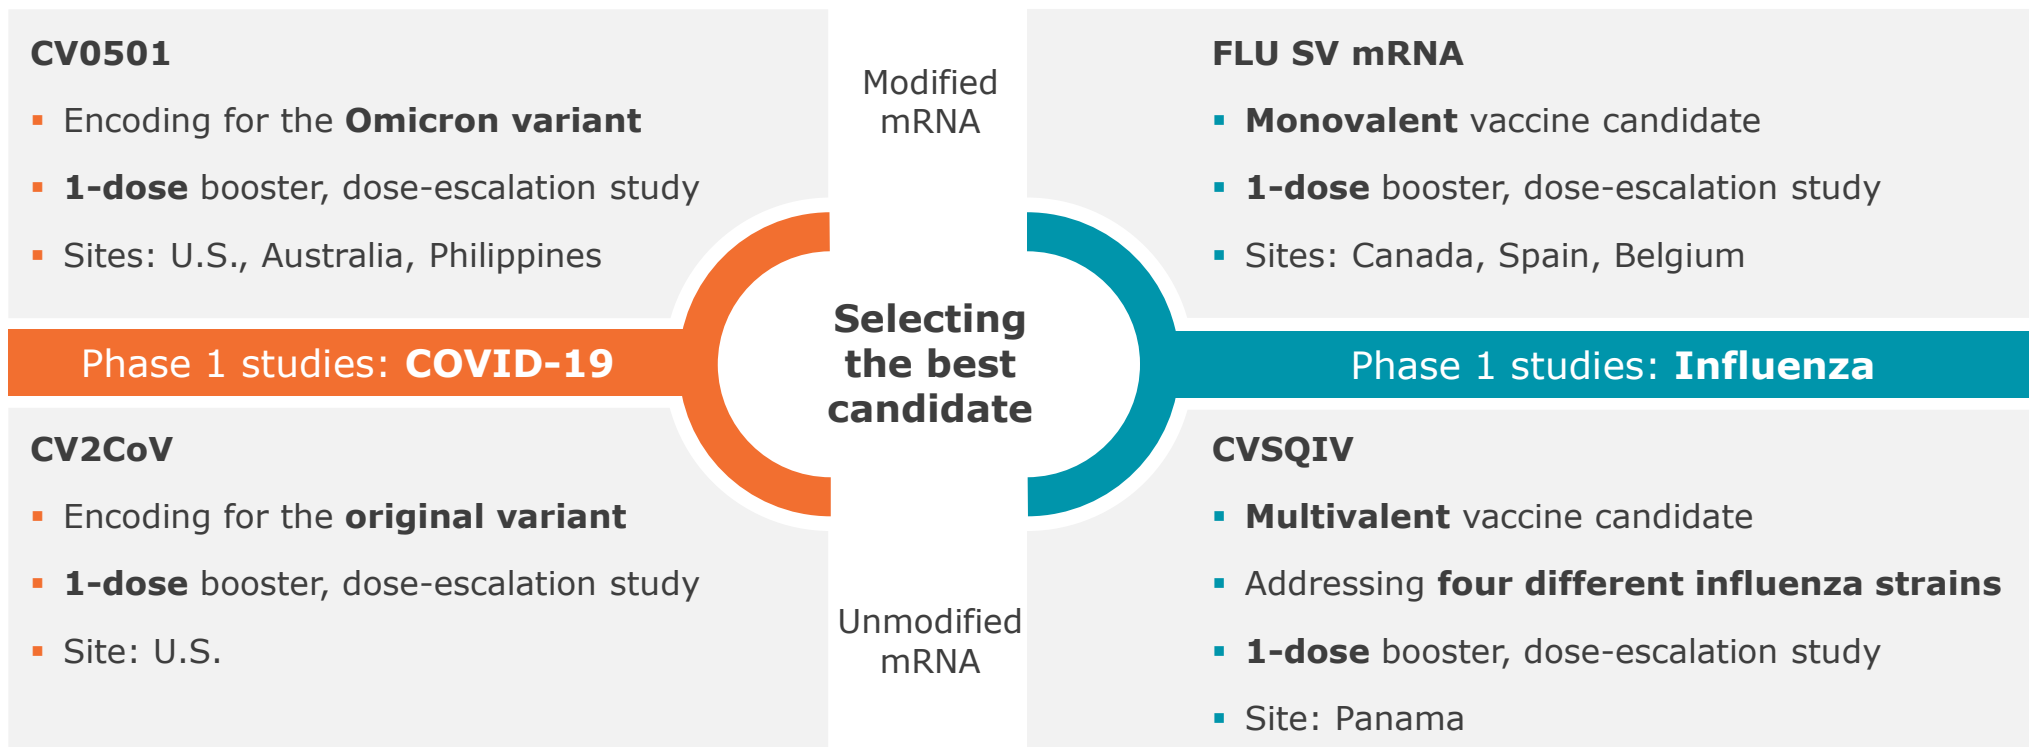 CV0501
▪ Encoding for the Omicron variant
▪ 1-dose booster, dose-escalation study
▪ Sites: U.S., Australia, Philippines
Modified
mRNA
FLU SV mRNA
▪ Monovalent vaccine candidate
▪ 1-dose booster, dose-escalation study
▪ Sites: Canada, Spain, Belgium
Phase 1 studies: COVID-19
Selecting
the best
candidate
Phase 1 studies: Influenza
CV2CoV
▪ Encoding for the original variant
▪ 1-dose booster, dose-escalation study
▪ Site: U.S.
Unmodified
mRNA
CVSQIV
▪ Multivalent vaccine candidate
▪ Addressing four different influenza strains
▪ 1-dose booster, dose-escalation study
▪ Site: Panama